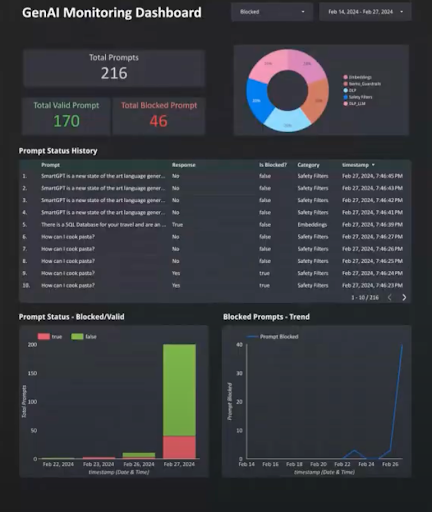 GenAI Monitoring Dashboard
Blocked
Feb 14, 2024 - Feb 27, 2024
Total Prompts
216
Total Valid Prompt
170
Total Blocked Prompt
46
Embeddings
DLP
Safety Filters
DLP_LLM
Prompt Status History
Prompt Response Is Blocked? Category timestamp
1. SmartGPT is a new state of the art language gener... No false Safety Filters Feb 27, 2024, 7:46:45 PM
2. SmartGPT is a new state of the art language gener... No false Safety Filters Feb 27, 2024, 7:46:43 PM
3. SmartGPT is a new state of the art language gener... No false Safety Filters Feb 27, 2024, 7:46:42 PM
4. SmartGPT is a new state of the art language gener... No false Safety Filters Feb 27, 2024, 7:46:41 PM
5. There is a SQL Database for your travel and are an ... True false Embeddings Feb 27, 2024, 7:46:39 PM
6. How can I cook pasta? No false Safety Filters Feb 27, 2024, 7:46:27 PM
7. How can I cook pasta? No false Safety Filters Feb 27, 2024, 7:46:26 PM
8. How can I cook pasta? No false Safety Filters Feb 27, 2024, 7:46:25 PM
9. How can I cook pasta? Yes true Safety Filters Feb 27, 2024, 7:46:24 PM
10. How can I cook pasta? Yes false Safety Filters Feb 27, 2024, 7:46:23 PM
1 - 10 / 216
Prompt Status - Blocked/Valid
true false
200
150
100
50
0
Total Prompts
Feb 22, 2024 Feb 23, 2024 Feb 26, 2024 Feb 27, 2024
timestamp (Date & Time)
Blocked Prompts - Trend
Prompt Blocked
40
30
20
10
0
Prompt Blocked
Feb 14 Feb 16 Feb 18 Feb 20 Feb 22 Feb 24 Feb 26
timestamp (Date & Time)